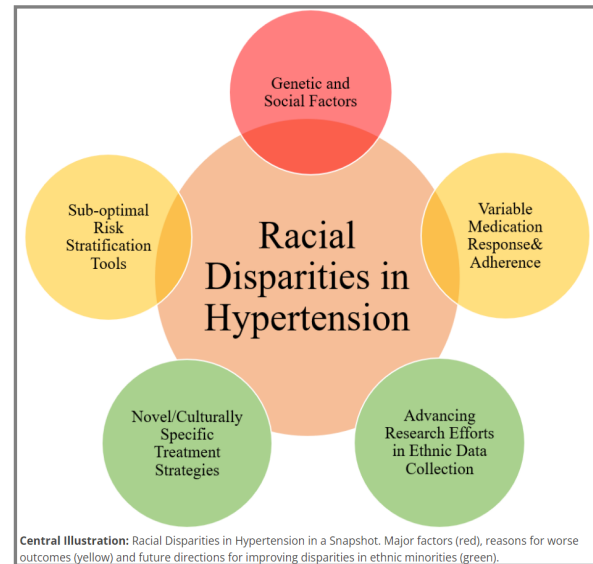 Genetic and
Social Factors
Sub-optimal
Risk
Stratification
Tools
Variable
Medication
Response&
Adherence
Racial
Disparities in
Hypertension
Novel/Culturally
Specific
Treatment
Strategies
Advancing
Research Efforts
in Ethnic Data
Collection
Central Illustration: Racial Disparities in Hypertension in a Snapshot. Major factors (red), reasons for worse
outcomes (yellow) and future directions for improving disparities in ethnic minorities (green).